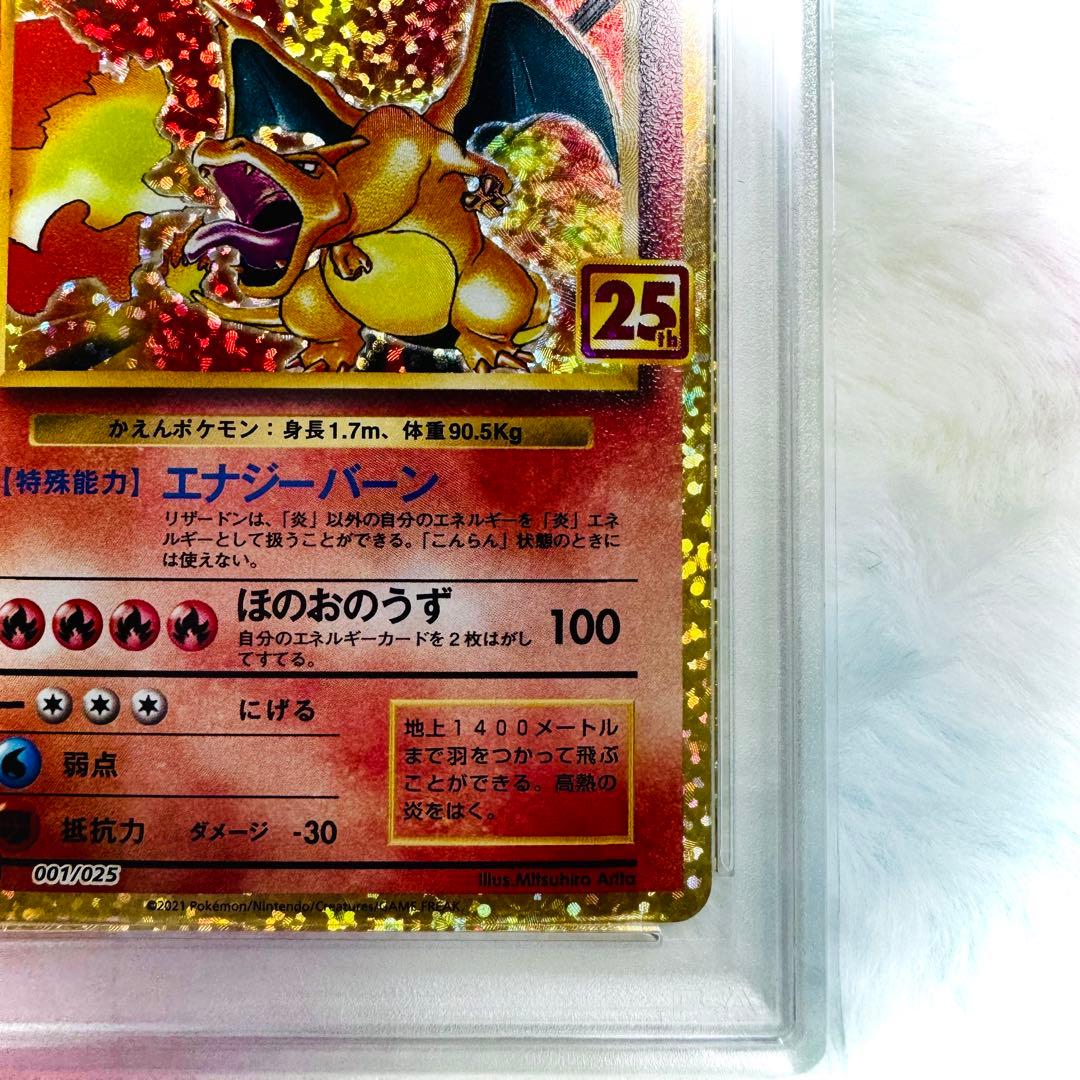 25th
かえんポケモン：身長1.7m、体重90.5Kg
【特殊能力】 エナジーバーン
リザードンは、「炎」以外の自分のエネルギーを「炎」エネ
ルギーとして扱うことができる。「こんらん」状態のときに
は使えない。
ほのおのうず 100
自分のエネルギーカードを２枚はがし
てすてる。
にげる
弱点
抵抗力 ダメージ -30
地上１４００メートル
まで羽をつかって飛ぶ
ことができる。高熱の
炎をはく。
001/025
Illus.Mitsuhiro Arita
©2021 Pokémon/Nintendo/Creatures/GAME FREAK.